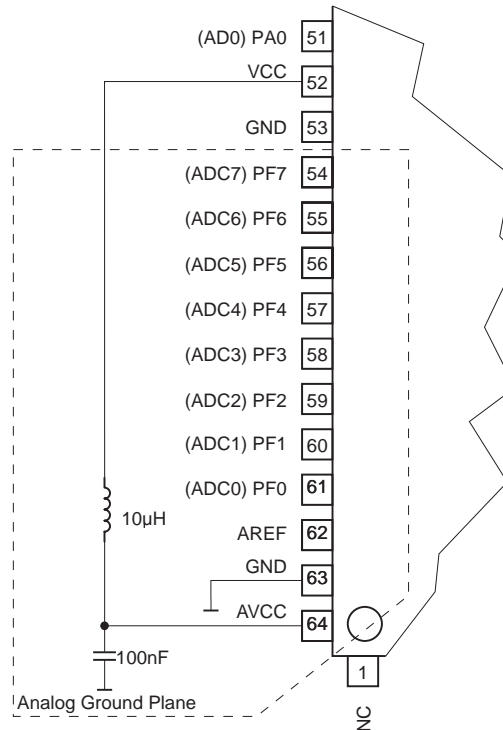 (AD0) PA0 51
VCC 52
GND 53
(ADC7) PF7 54
(ADC6) PF6 55
(ADC5) PF5 56
(ADC4) PF4 57
(ADC3) PF3 58
(ADC2) PF2 59
(ADC1) PF1 60
(ADC0) PF0 61
10µH
AREF 62
GND 63
AVCC 64
100nF
1
Analog Ground Plane
NC